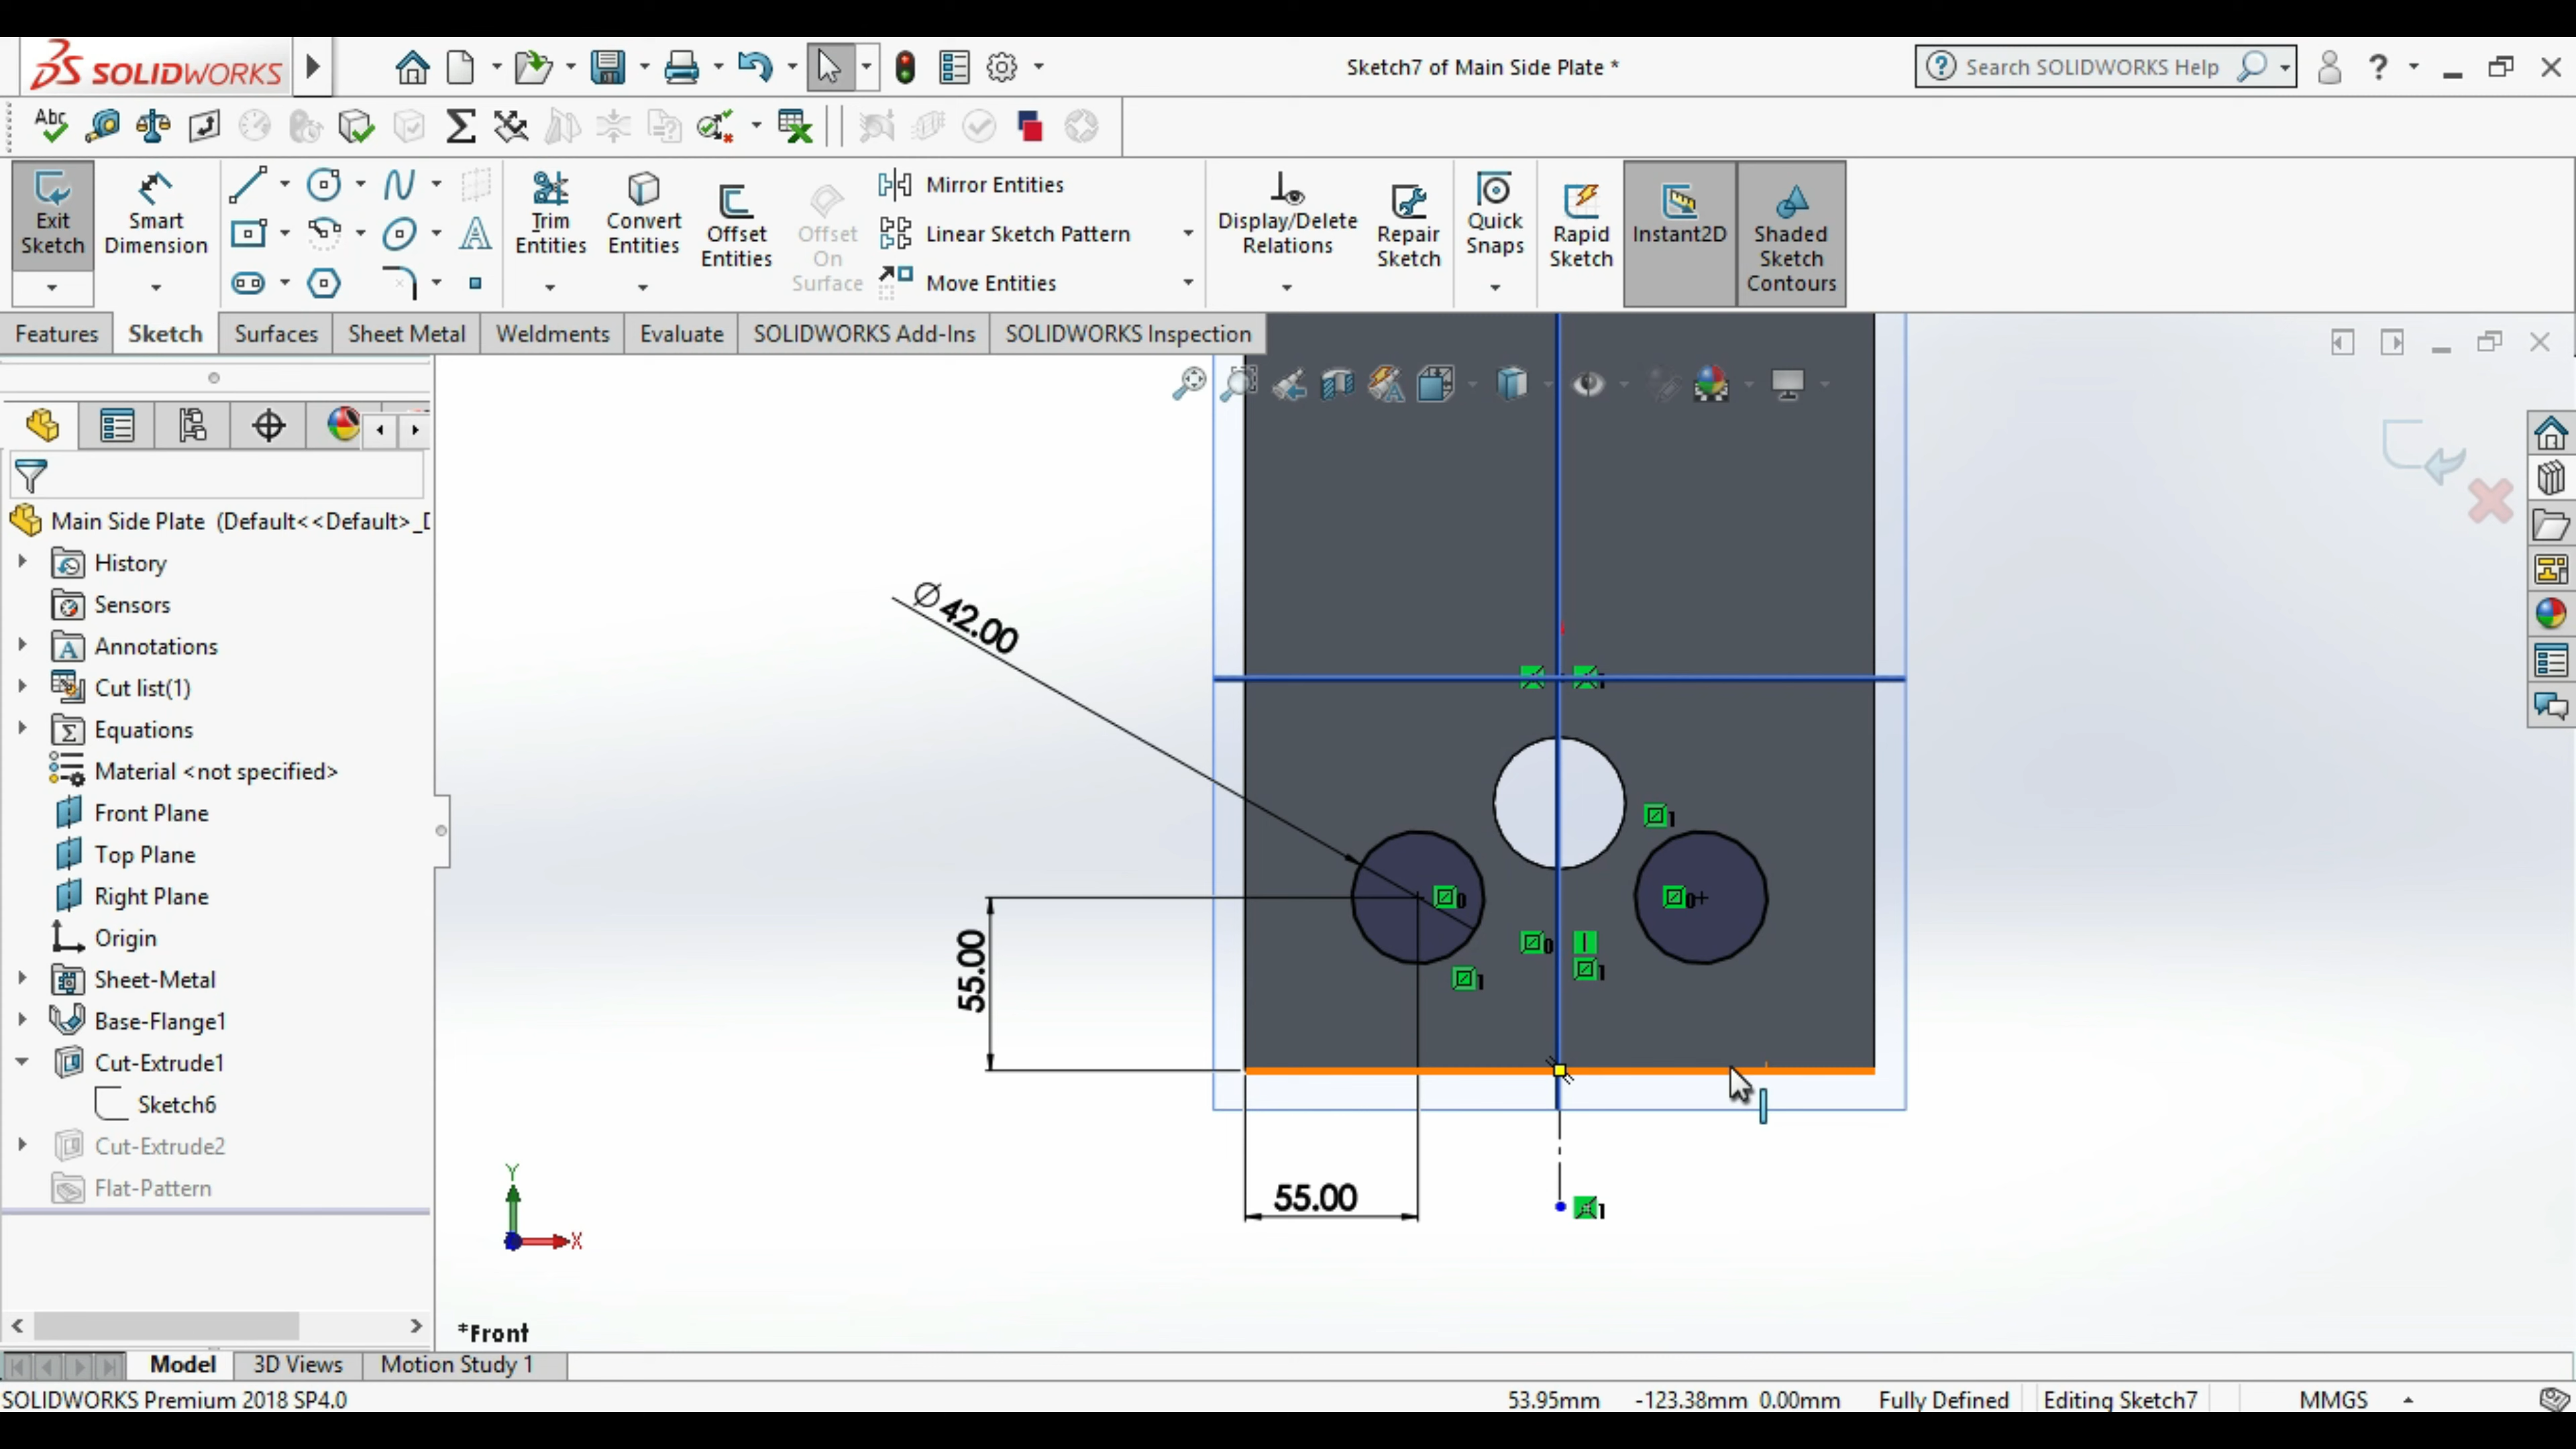 SOLIDWORKS
Sketch7 of Main Side Plate *
Search SOLIDWORKS Help
?
Abc
Exit Sketch
Smart Dimension
Trim Entities
Convert Entities
Offset Entities
Offset On Surface
Mirror Entities
Linear Sketch Pattern
Move Entities
Display/Delete Relations
Repair Sketch
Quick Snaps
Rapid Sketch
Instant2D
Shaded Sketch Contours
Features
Sketch
Surfaces
Sheet Metal
Weldments
Evaluate
SOLIDWORKS Add-Ins
SOLIDWORKS Inspection
Main Side Plate (Default<<Default>_D
History
Sensors
Annotations
Cut list(1)
Equations
Material <not specified>
Front Plane
Top Plane
Right Plane
Origin
Sheet-Metal
Base-Flange1
Cut-Extrude1
Sketch6
Cut-Extrude2
Flat-Pattern
∅42.00
55.00
55.00
Y
X
*Front
Model
3D Views
Motion Study 1
SOLIDWORKS Premium 2018 SP4.0
53.95mm
-123.38mm
0.00mm
Fully Defined
Editing Sketch7
MMGS